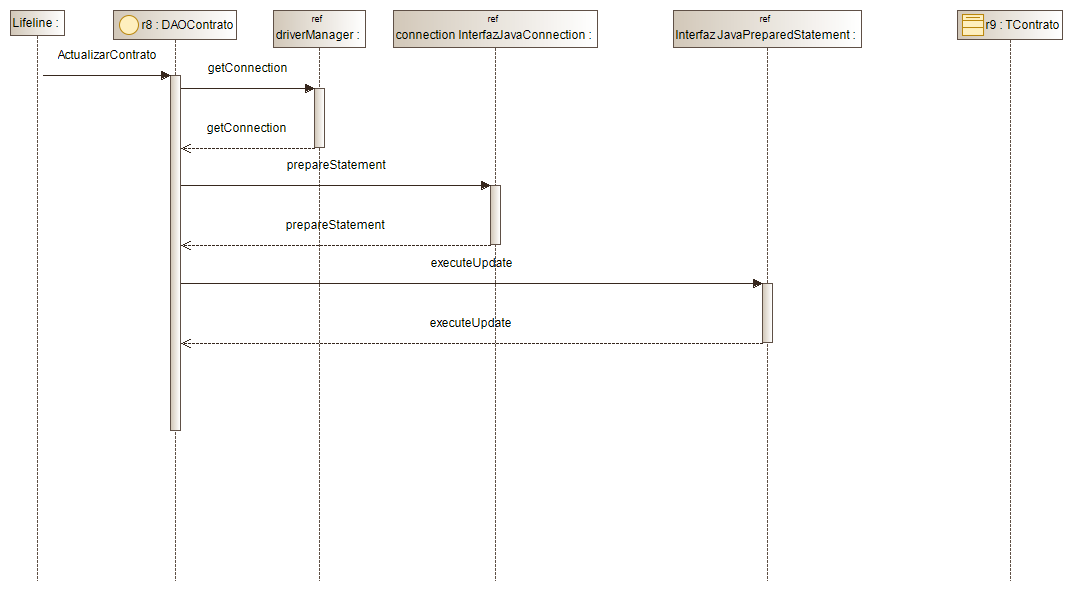 Lifeline :
r8 : DAOContrato
ref
driverManager :
ref
connection InterfazJavaConnection :
ref
Interfaz JavaPreparedStatement :
r9 : TContrato
ActualizarContrato
getConnection
getConnection
prepareStatement
prepareStatement
executeUpdate
executeUpdate